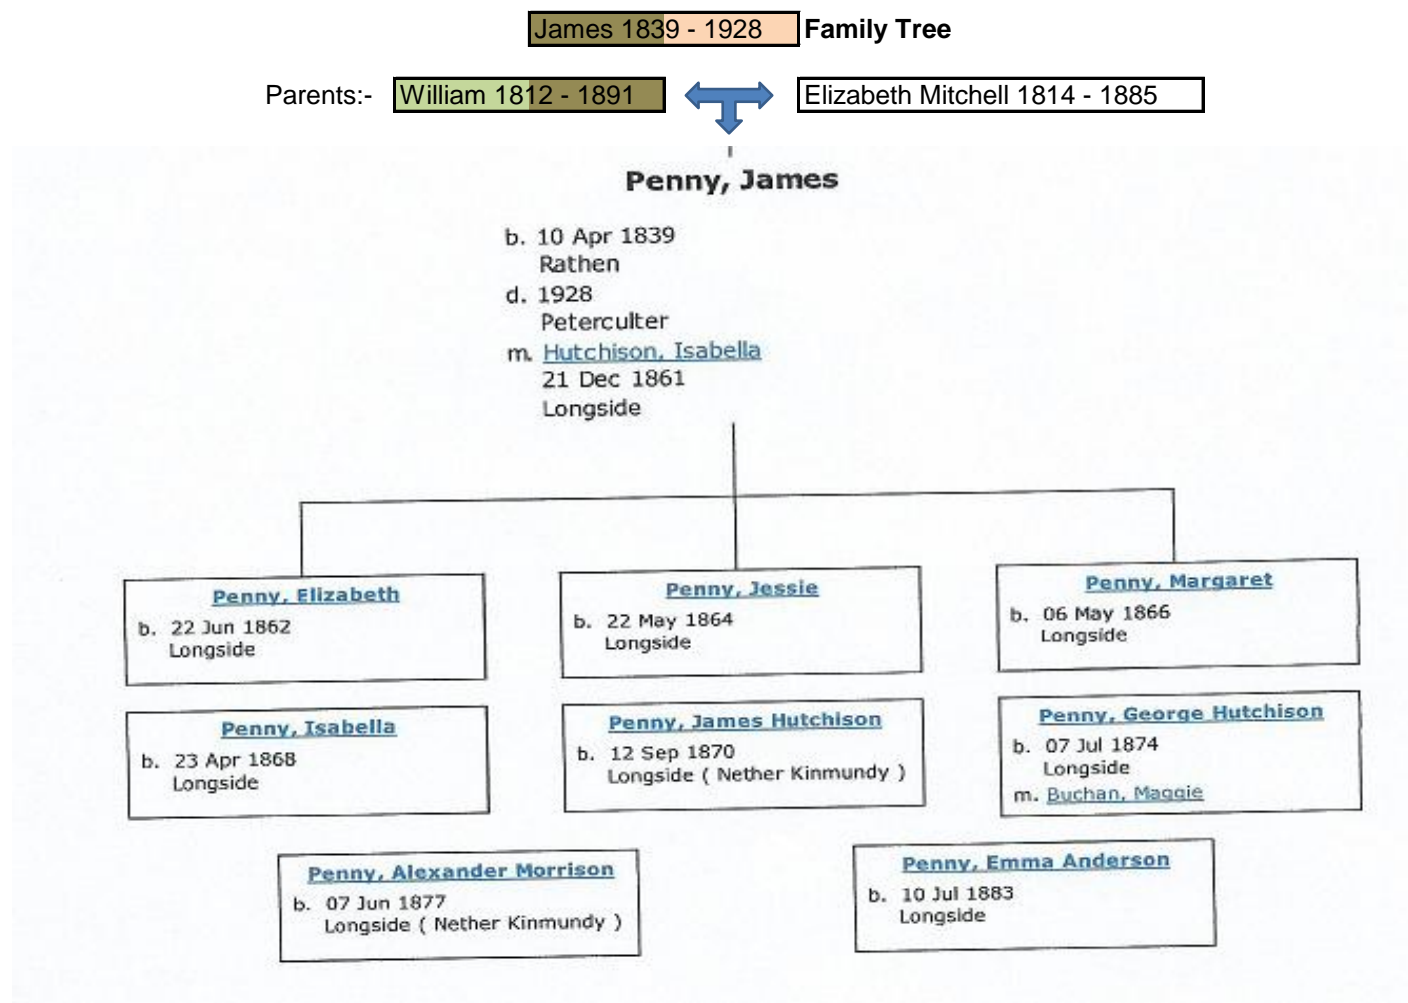 James 1839 - 1928 Family Tree
Parents:- William 1812 - 1891 Elizabeth Mitchell 1814 - 1885
Penny, James
b. 10 Apr 1839
Rathen
d. 1928
Peterculter
m. Hutchison, Isabella
21 Dec 1861
Longside
Penny, Elizabeth
b. 22 Jun 1862
Longside
Penny, Jessie
b. 22 May 1864
Longside
Penny, Margaret
b. 06 May 1866
Longside
Penny, Isabella
b. 23 Apr 1868
Longside
Penny, James Hutchison
b. 12 Sep 1870
Longside ( Nether Kinmundy )
Penny, George Hutchison
b. 07 Jul 1874
Longside
m. Buchan, Maggie
Penny, Alexander Morrison
b. 07 Jun 1877
Longside ( Nether Kinmundy )
Penny, Emma Anderson
b. 10 Jul 1883
Longside